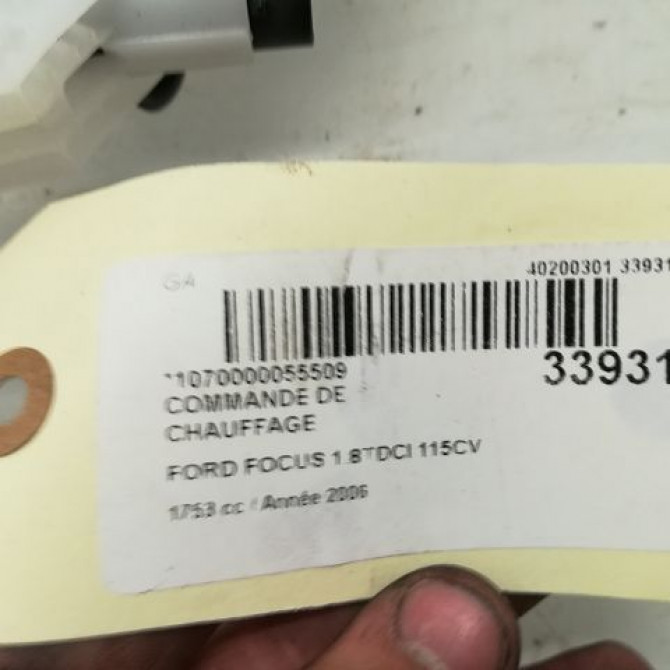 GA
40200301 33931
*1070000055509
33931
COMMANDE DE
CHAUFFAGE
FORD FOCUS 1.8TDCI 115CV
1753 cc / Année 2006